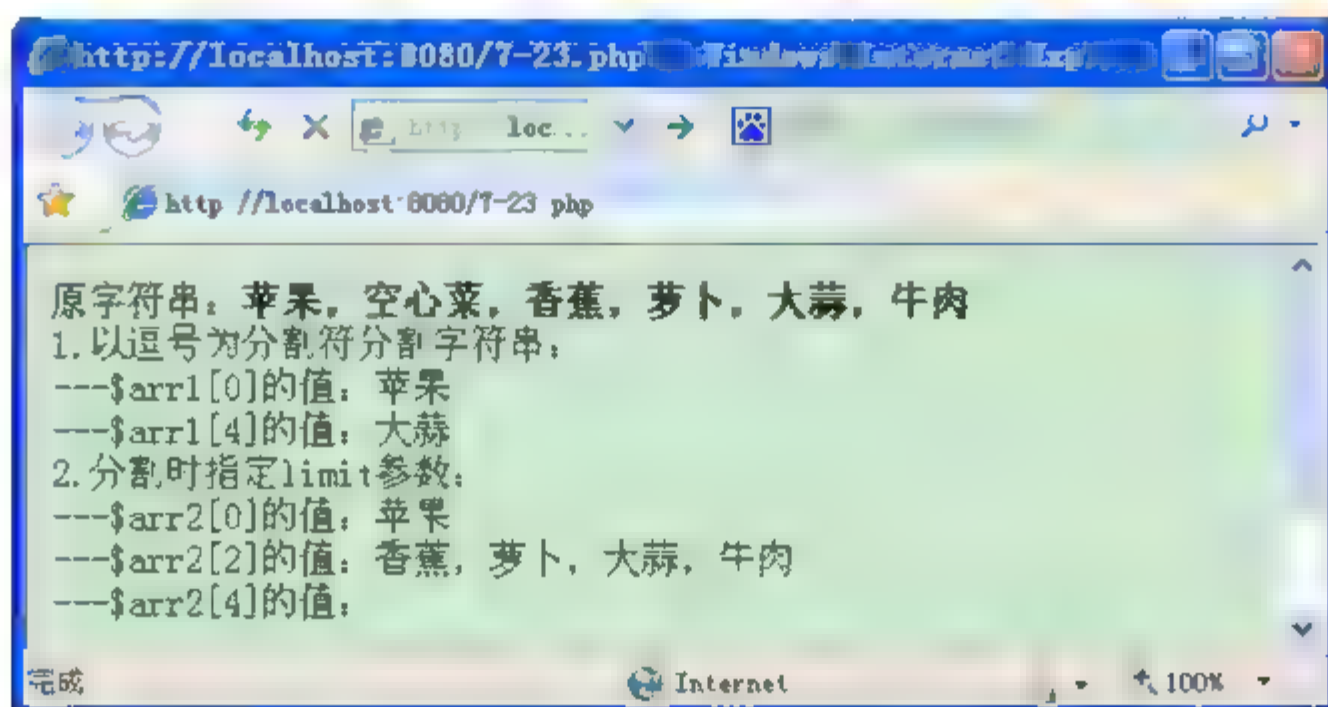 http://localhost:8080/7-23.php Windows Internet
loc...
http //localhost:8080/7-23 php
原字符串：苹果，空心菜，香蕉，萝卜，大蒜，牛肉
1.以逗号为分割符分割字符串：
---$arr1[0]的值：苹果
---$arr1[4]的值：大蒜
2.分割时指定limit参数：
---$arr2[0]的值：苹果
---$arr2[2]的值：香蕉，萝卜，大蒜，牛肉
---$arr2[4]的值：
完成
Internet
100%